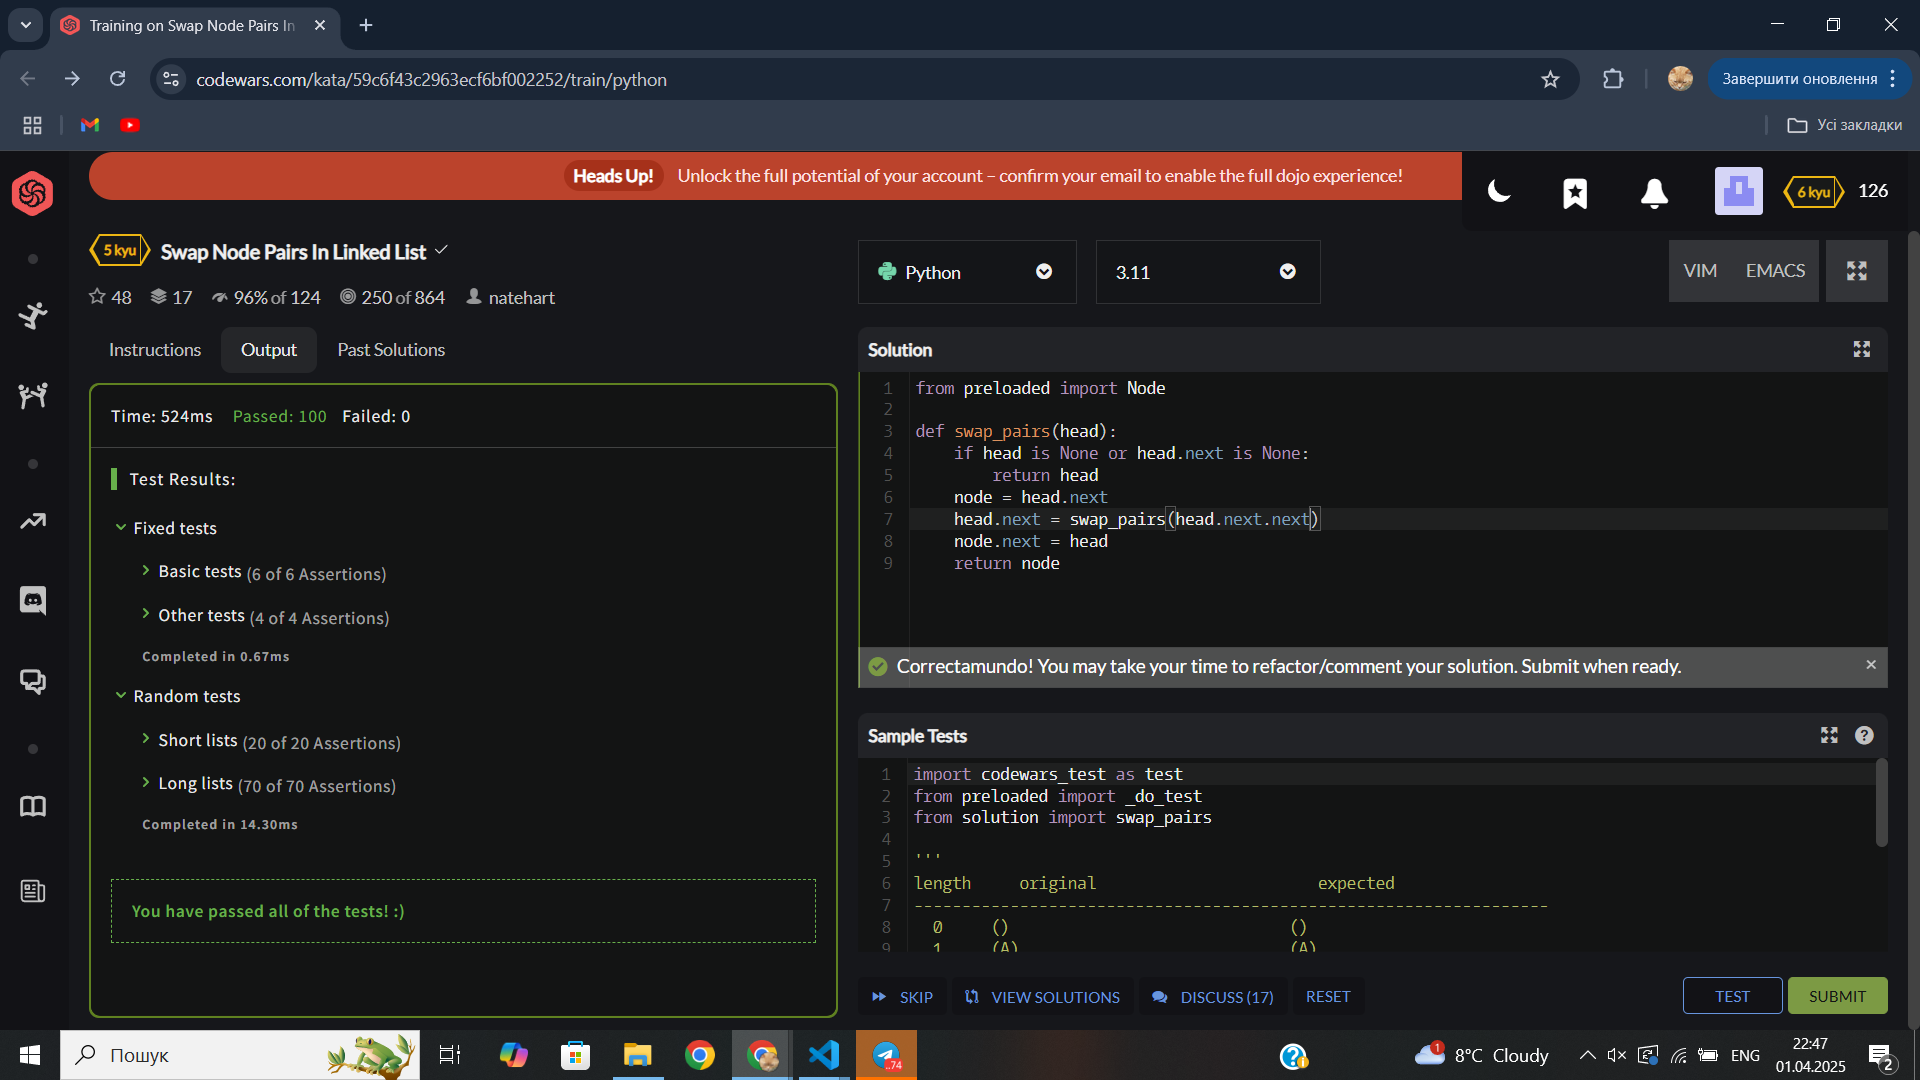 Training on Swap Node Pairs In
codewars.com/kata/59c6f43c2963ecf6bf002252/train/python
Завершити оновлення
Усі закладки
Heads Up! Unlock the full potential of your account – confirm your email to enable the full dojo experience!
6 kyu 126
5 kyu Swap Node Pairs In Linked List
48 17 96% of 124 250 of 864 natehart
Python
3.11
VIM EMACS
Instructions Output Past Solutions
Time: 524ms Passed: 100 Failed: 0
Test Results:
Fixed tests
Basic tests (6 of 6 Assertions)
Other tests (4 of 4 Assertions)
Completed in 0.67ms
Random tests
Short lists (20 of 20 Assertions)
Long lists (70 of 70 Assertions)
Completed in 14.30ms
You have passed all of the tests! :)
Solution
1 from preloaded import Node
2
3 def swap_pairs(head):
4     if head is None or head.next is None:
5         return head
6     node = head.next
7     head.next = swap_pairs(head.next.next)
8     node.next = head
9     return node
Correctamundo! You may take your time to refactor/comment your solution. Submit when ready.
Sample Tests
1 import codewars_test as test
2 from preloaded import _do_test
3 from solution import swap_pairs
4
5 '''
6 length     original                       expected
7 ------------------------------------------------------------------
8   0     ()                             ()
9   1     (A)                            (A)
SKIP VIEW SOLUTIONS DISCUSS (17) RESET
TEST SUBMIT
Пошук
..74
1
8°C Cloudy
ENG
22:47
01.04.2025
2